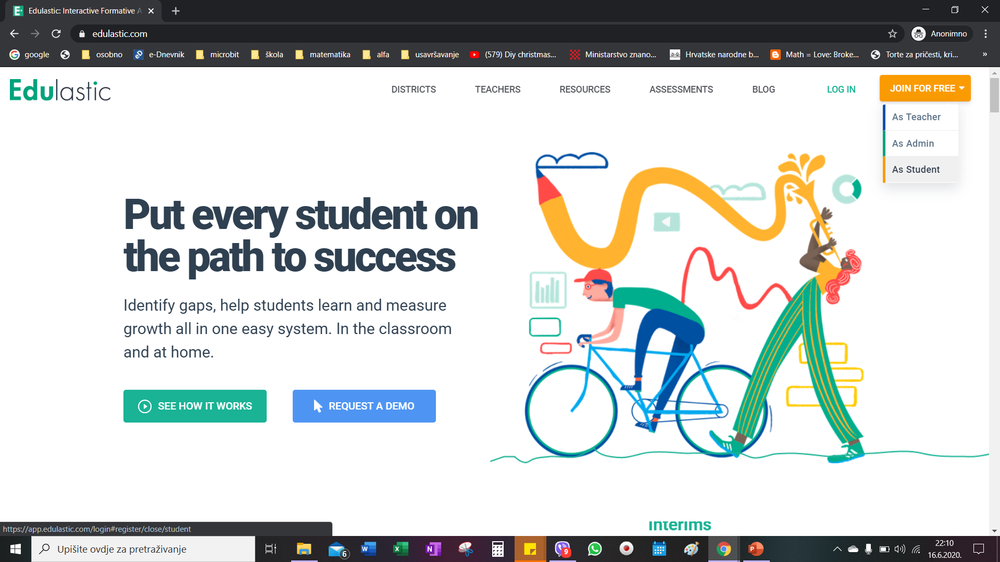 Edulastic: Interactive Formative A
edulastic.com
Anonimno
google
osobno
e-Dnevnik
microbit
škola
matematika
alfa
usavršavanje
(579) Diy christmas...
Ministarstvo znano...
Hrvatske narodne b...
Math = Love: Broke...
Torte za pričesti, kri...
»
Edulastic
DISTRICTS
TEACHERS
RESOURCES
ASSESSMENTS
BLOG
LOG IN
JOIN FOR FREE
As Teacher
As Admin
As Student
Put every student on
the path to success
Identify gaps, help students learn and measure
growth all in one easy system. In the classroom
and at home.
SEE HOW IT WORKS
REQUEST A DEMO
Interims
https://app.edulastic.com/login#register/close/student
Upišite ovdje za pretraživanje
6
9
22:10
16.6.2020.